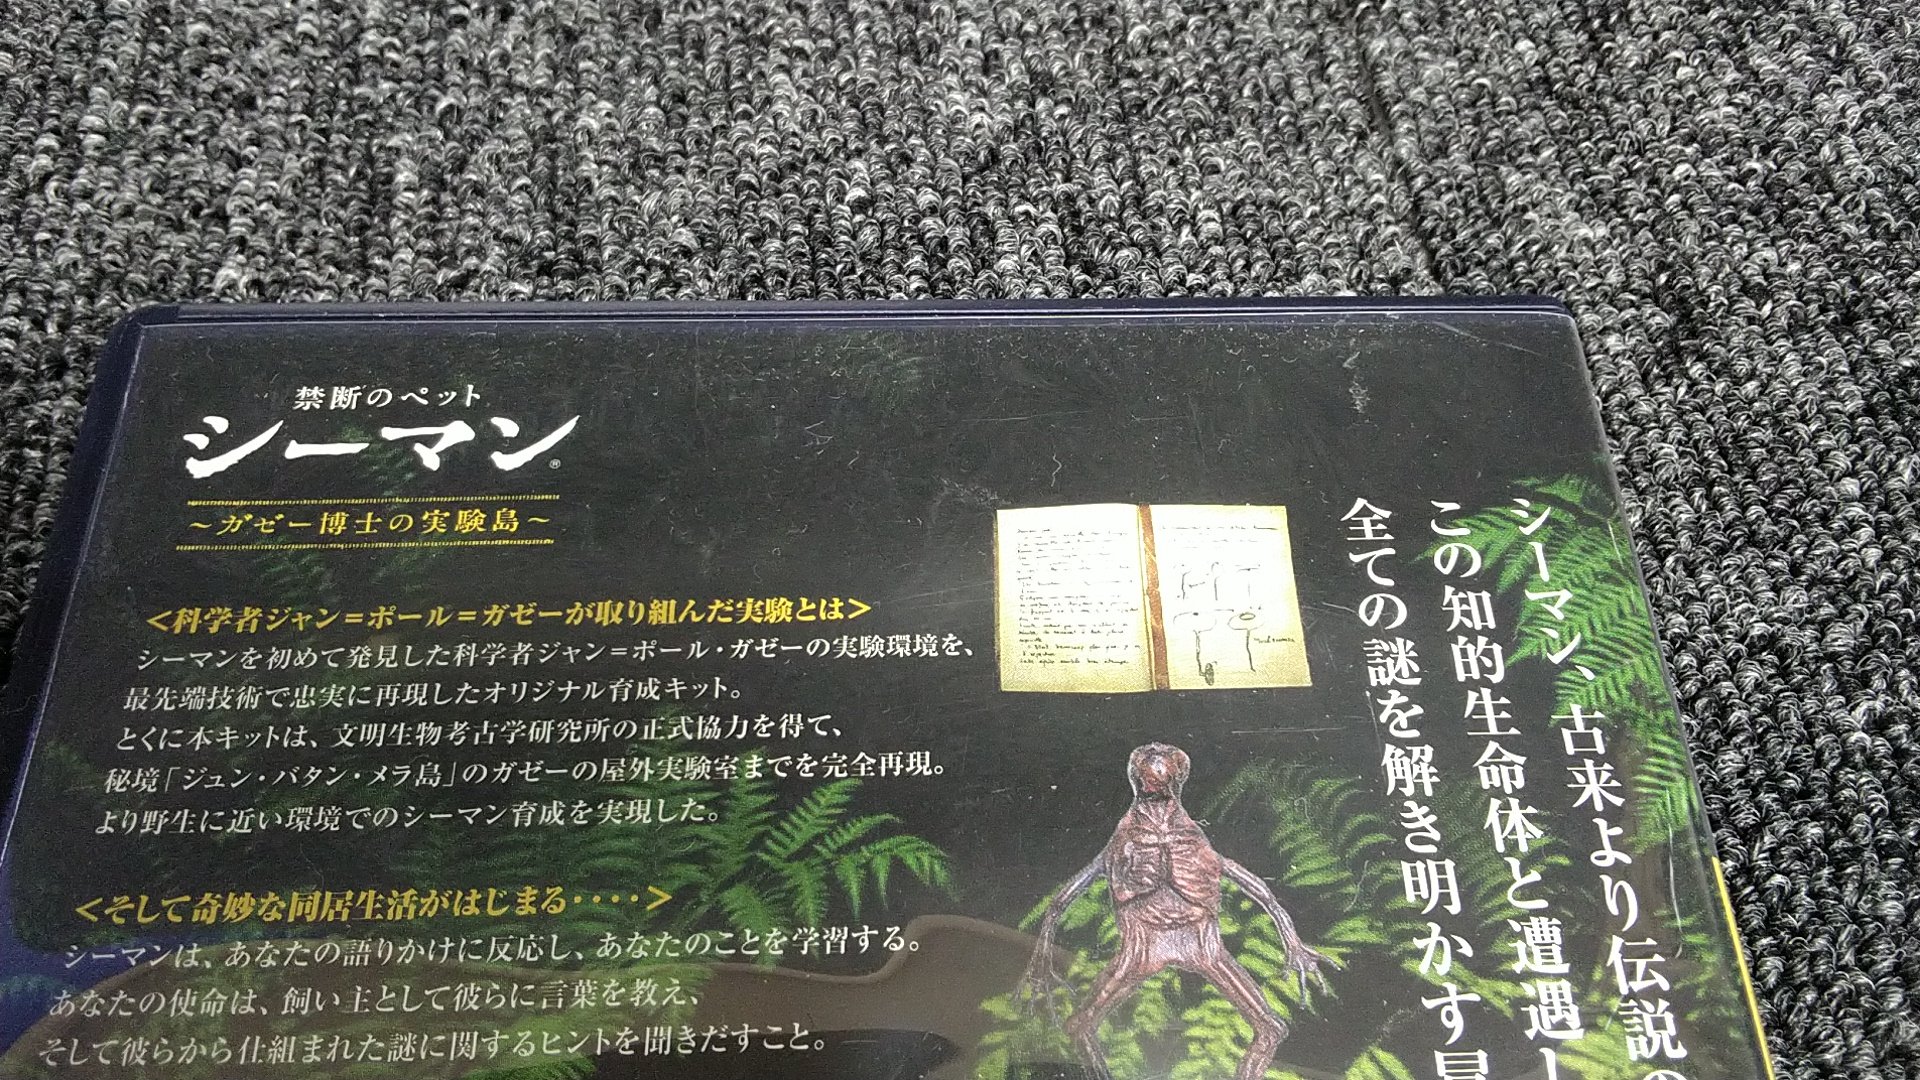 禁断のペット
シーマン®
～ガゼー博士の実験島～
＜科学者ジャン＝ポール＝ガゼーが取り組んだ実験とは＞
シーマンを初めて発見した科学者ジャン＝ポール・ガゼーの実験環境を、
最先端技術で忠実に再現したオリジナル育成キット。
とくに本キットは、文明生物考古学研究所の正式協力を得て、
秘境「ジュン・バタン・メラ島」のガゼーの屋外実験室までを完全再現。
より野生に近い環境でのシーマン育成を実現した。
＜そして奇妙な同居生活がはじまる‥‥＞
シーマンは、あなたの語りかけに反応し、あなたのことを学習する。
あなたの使命は、飼い主として彼らに言葉を教え、
そして彼らから仕組まれた謎に関するヒントを聞きだすこと。
シーマン、古来より伝説の
この知的生命体と遭遇し
全ての謎を解き明かす冒